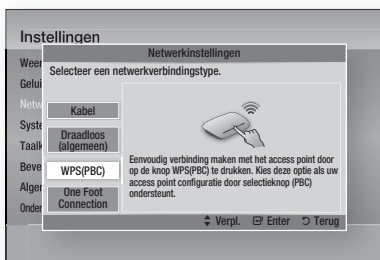 Instellingen
Netwerkinstellingen
Selecteer een netwerkverbindingstype.
Kabel
Draadloos
(algemeen)
WPS(PBC)
One Foot
Connection
Eenvoudig verbinding maken met het access point door
op de knop WPS(PBC) te drukken. Kies deze optie als uw
access point configuratie door selectieknop (PBC)
ondersteunt.
Verpl. Enter Terug